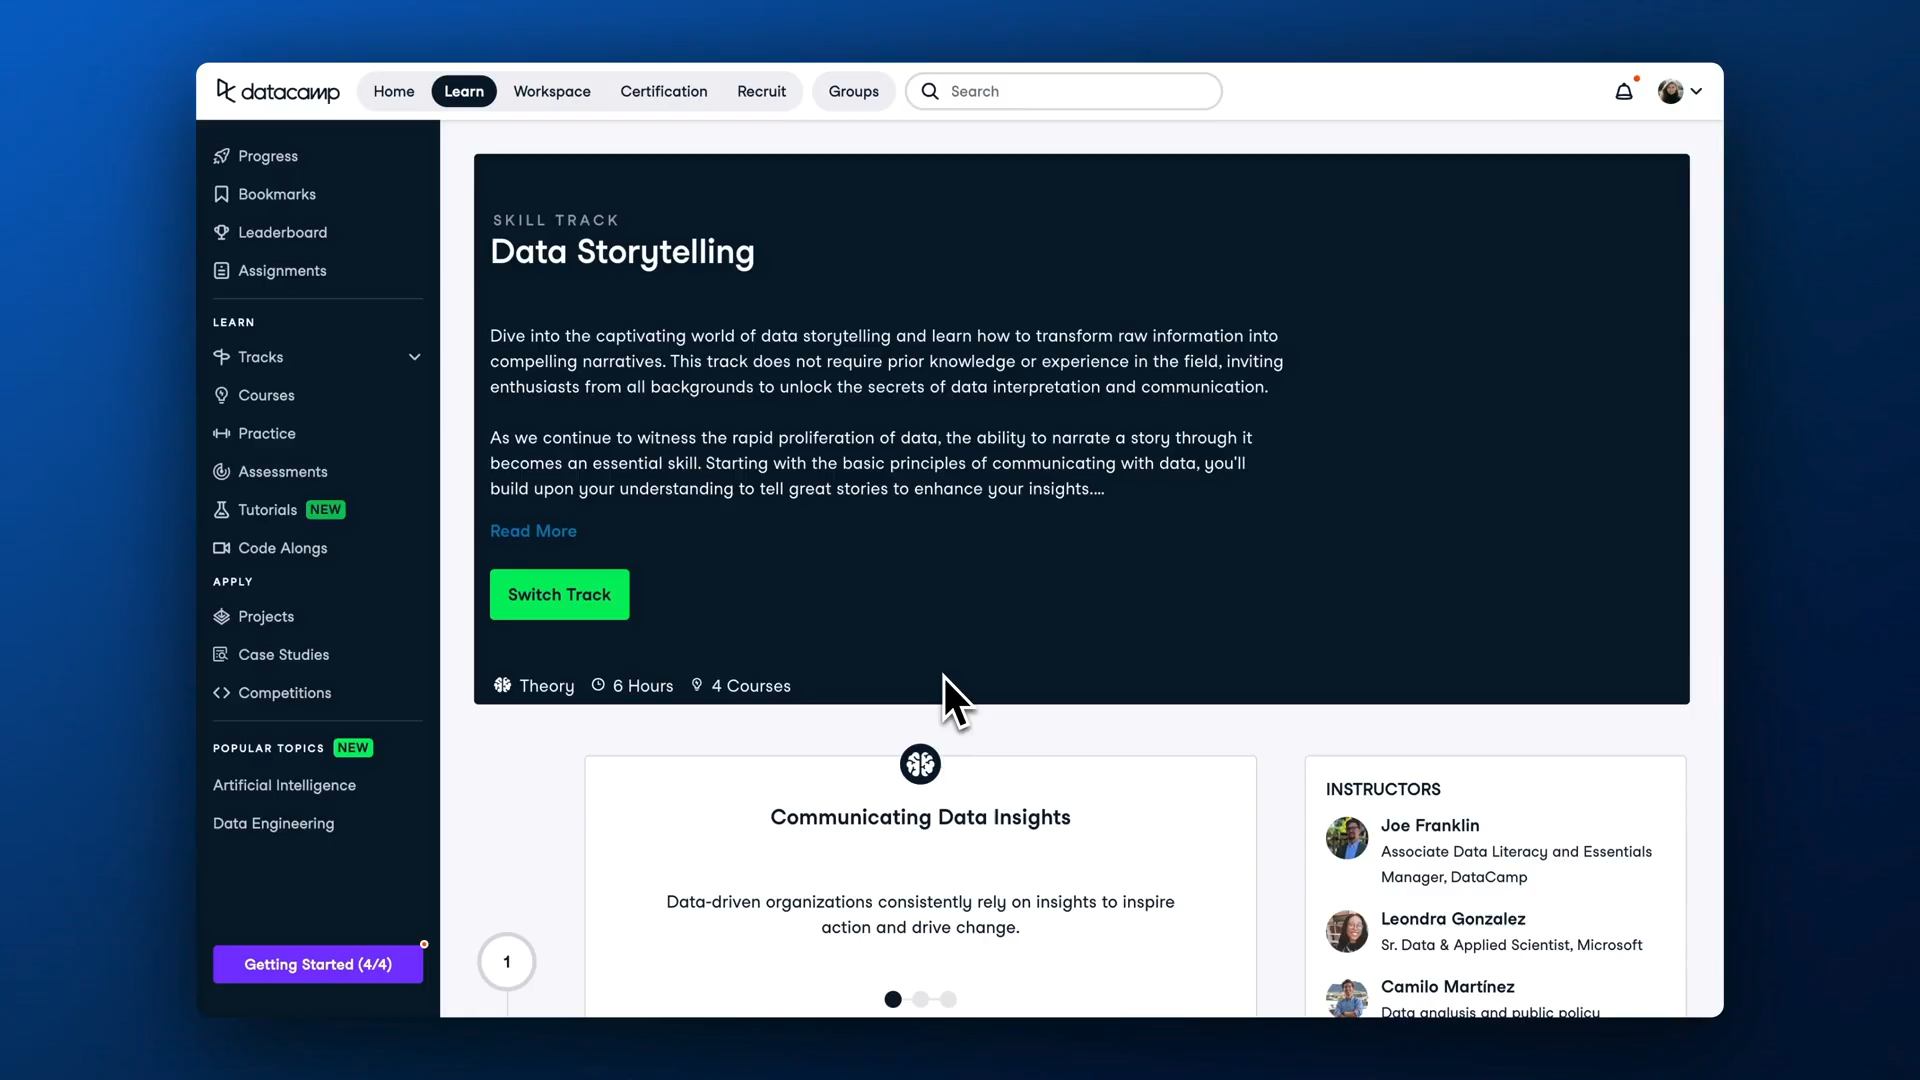 datacamp
Home
Learn
Workspace
Certification
Recruit
Groups
Search
Progress
Bookmarks
Leaderboard
Assignments
LEARN
Tracks
Courses
Practice
Assessments
Tutorials NEW
Code Alongs
APPLY
Projects
Case Studies
Competitions
POPULAR TOPICS NEW
Artificial Intelligence
Data Engineering
Getting Started (4/4)
SKILL TRACK
Data Storytelling
Dive into the captivating world of data storytelling and learn how to transform raw information into
compelling narratives. This track does not require prior knowledge or experience in the field, inviting
enthusiasts from all backgrounds to unlock the secrets of data interpretation and communication.
As we continue to witness the rapid proliferation of data, the ability to narrate a story through it
becomes an essential skill. Starting with the basic principles of communicating with data, you'll
build upon your understanding to tell great stories to enhance your insights....
Read More
Switch Track
Theory
6 Hours
4 Courses
1
Communicating Data Insights
Data-driven organizations consistently rely on insights to inspire
action and drive change.
INSTRUCTORS
Joe Franklin
Associate Data Literacy and Essentials
Manager, DataCamp
Leondra Gonzalez
Sr. Data & Applied Scientist, Microsoft
Camilo Martínez
Data analysis and public policy